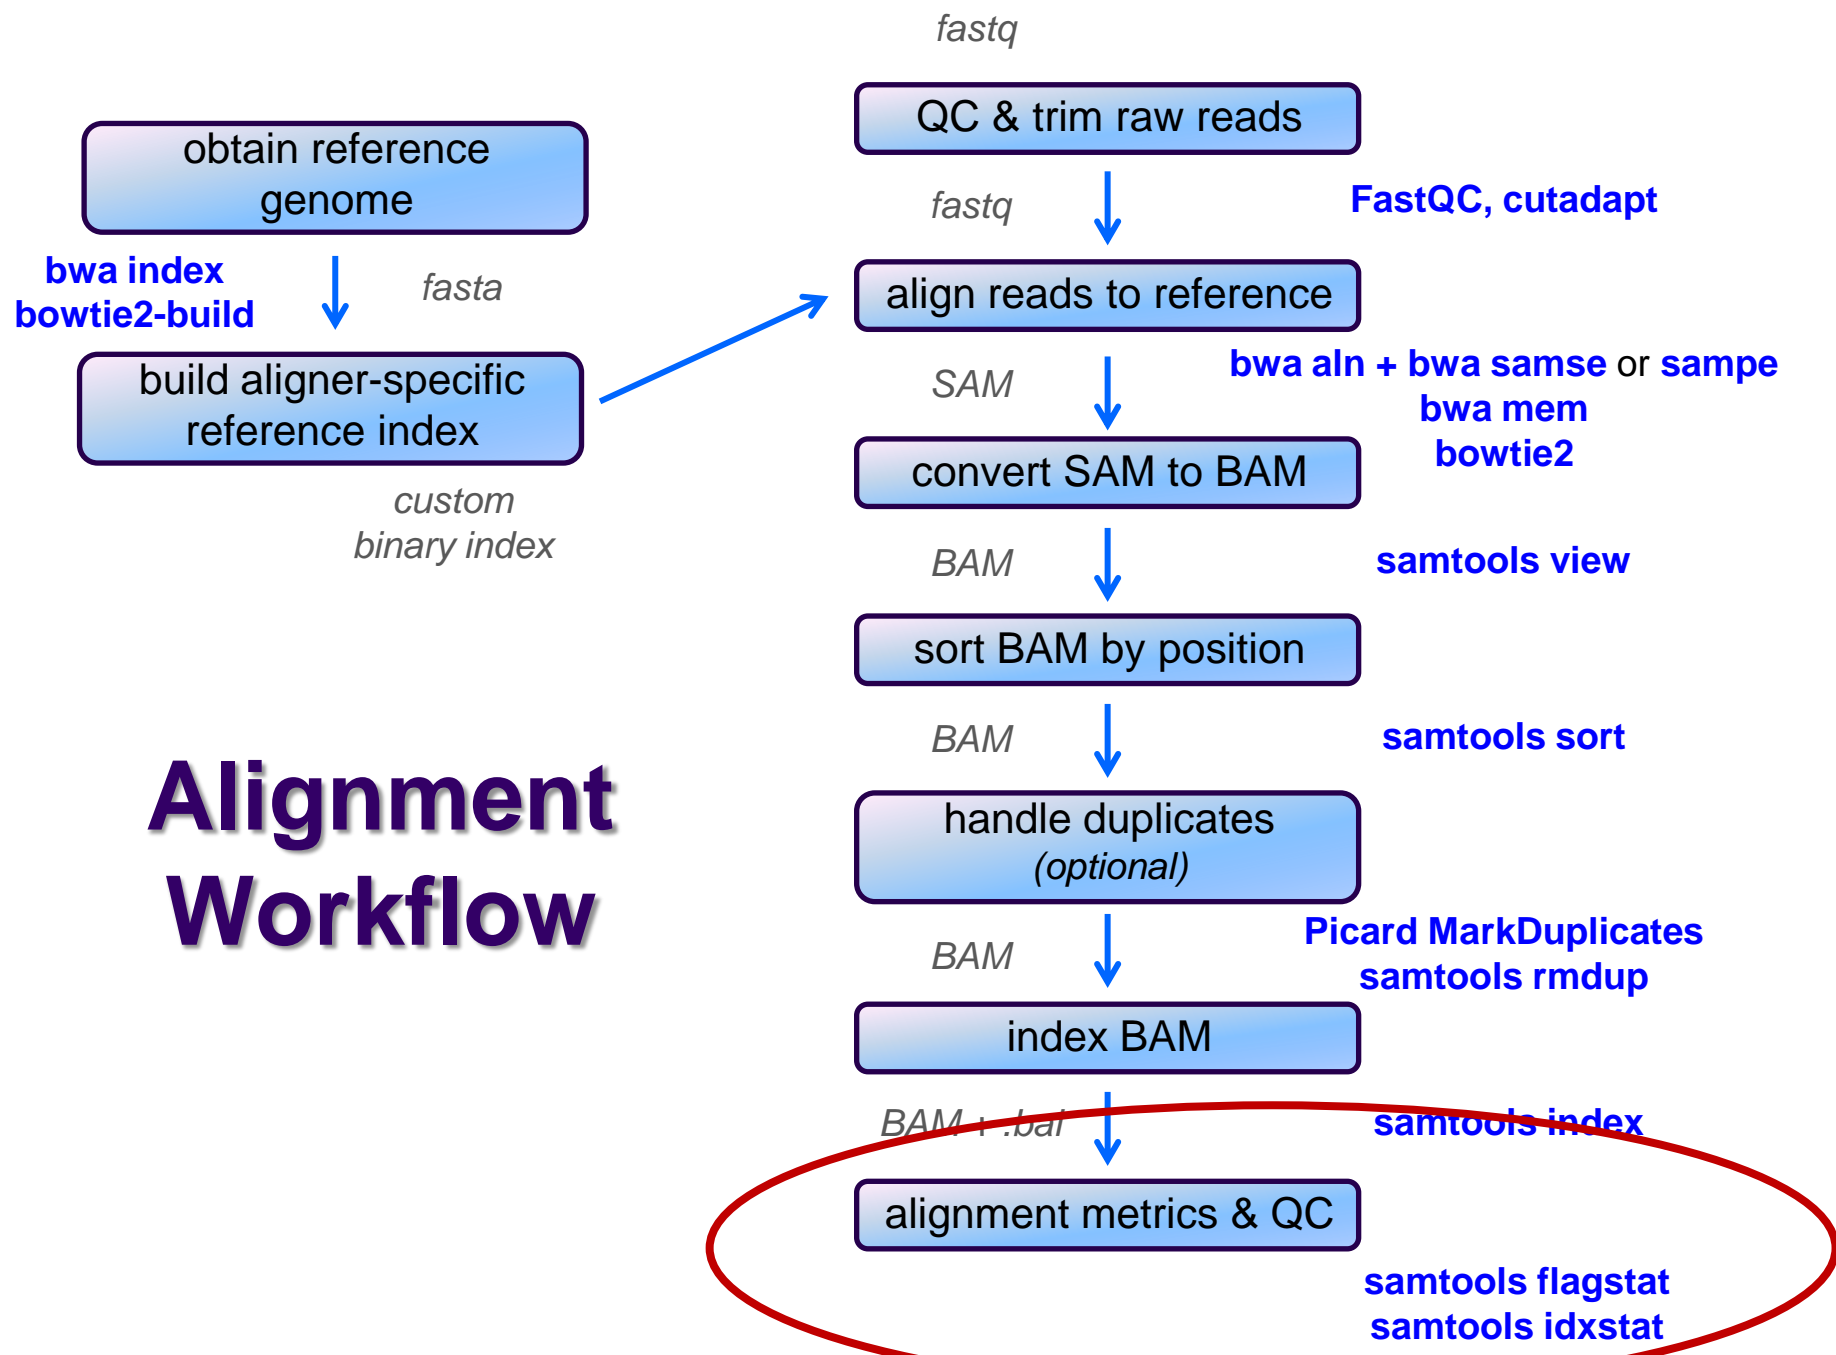 fastq
QC & trim raw reads
obtain reference
genome
fastq
FastQC, cutadapt
bwa index
bowtie2-build
fasta
align reads to reference
build aligner-specific
reference index
SAM
bwa aln + bwa samse or sampe
bwa mem
bowtie2
convert SAM to BAM
custom
binary index
BAM
samtools view
sort BAM by position
BAM
samtools sort
Alignment
Workflow
handle duplicates
(optional)
BAM
Picard MarkDuplicates
samtools rmdup
index BAM
BAM + .bai
samtools index
alignment metrics & QC
samtools flagstat
samtools idxstat